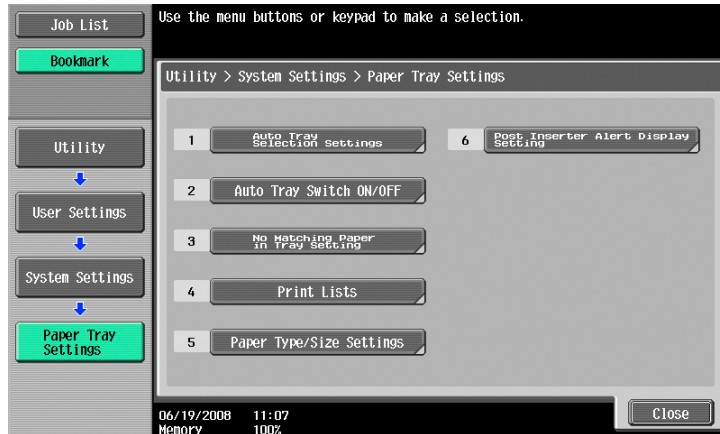 Job List
Bookmark
Use the menu buttons or keypad to make a selection.
Utility > System Settings > Paper Tray Settings
Utility
User Settings
System Settings
Paper Tray
Settings
1 Auto Tray
Selection Settings
2 Auto Tray Switch ON/OFF
3 No Matching Paper
in Tray Setting
4 Print Lists
5 Paper Type/Size Settings
6 Post Inserter Alert Display
Setting
06/19/2008 11:07
Memory 100%
Close